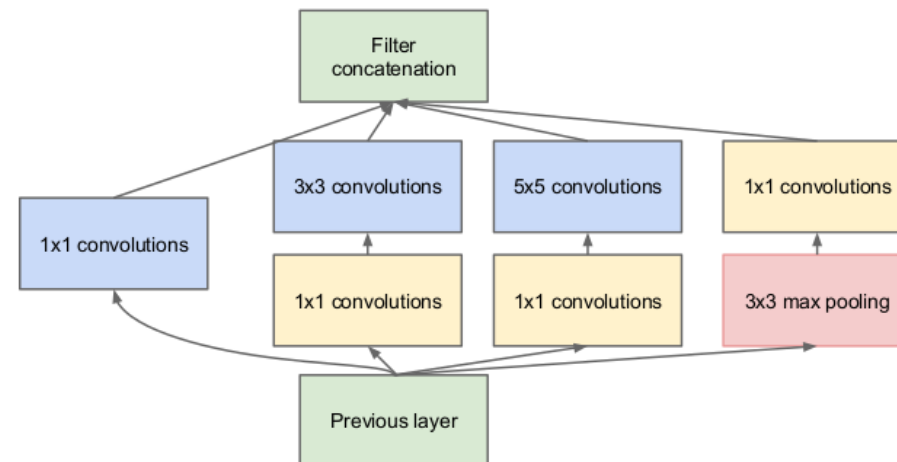 Filter
concatenation
3x3 convolutions
5x5 convolutions
1x1 convolutions
1x1 convolutions
1x1 convolutions
1x1 convolutions
3x3 max pooling
Previous layer